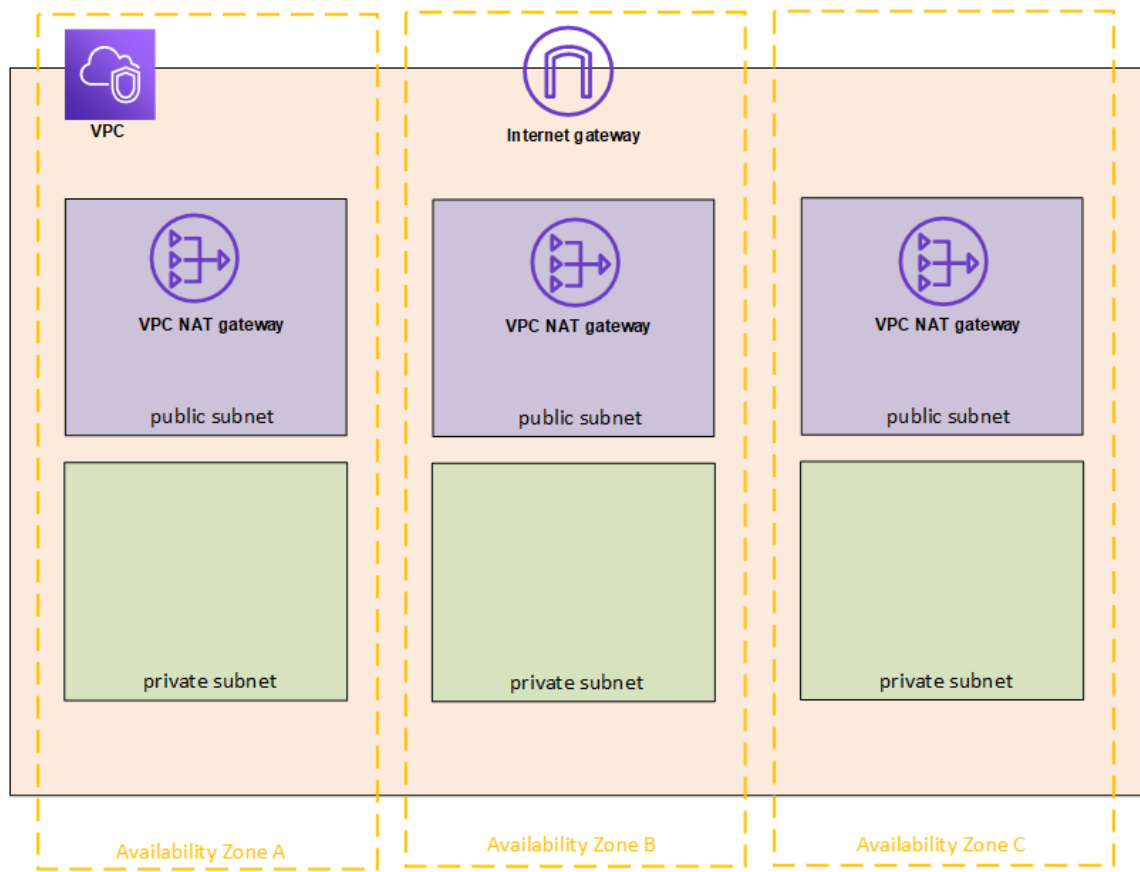 VPC
Internet gateway
VPC NAT gateway
VPC NAT gateway
VPC NAT gateway
public subnet
public subnet
public subnet
private subnet
private subnet
private subnet
Availability Zone A
Availability Zone B
Availability Zone C